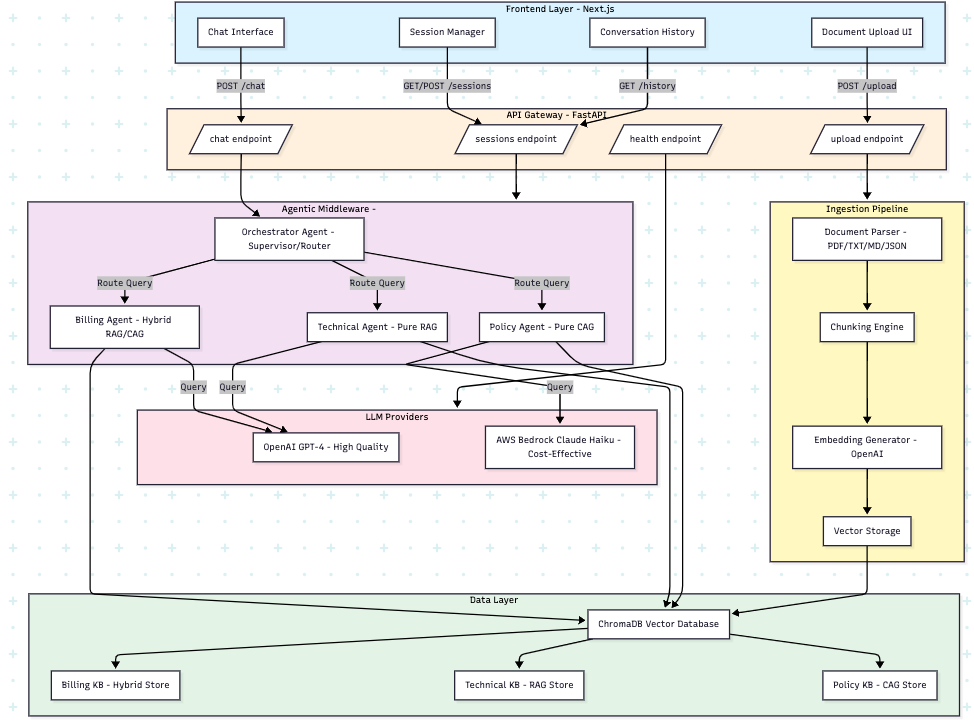 Frontend Layer - Next.js
Chat Interface
Session Manager
Conversation History
Document Upload UI
POST /chat
GET/POST /sessions
GET /history
POST /upload
API Gateway - FastAPI
chat endpoint
sessions endpoint
health endpoint
upload endpoint
Agentic Middleware -
Ingestion Pipeline
Orchestrator Agent -
Supervisor/Router
Document Parser -
PDF/TXT/MD/JSON
Route Query
Route Query
Route Query
Billing Agent - Hybrid
RAG/CAG
Technical Agent - Pure RAG
Policy Agent - Pure CAG
Chunking Engine
Query
Query
Query
LLM Providers
OpenAI GPT-4 - High Quality
AWS Bedrock Claude Haiku -
Cost-Effective
Embedding Generator -
OpenAI
Vector Storage
Data Layer
ChromaDB Vector Database
Billing KB - Hybrid Store
Technical KB - RAG Store
Policy KB - CAG Store